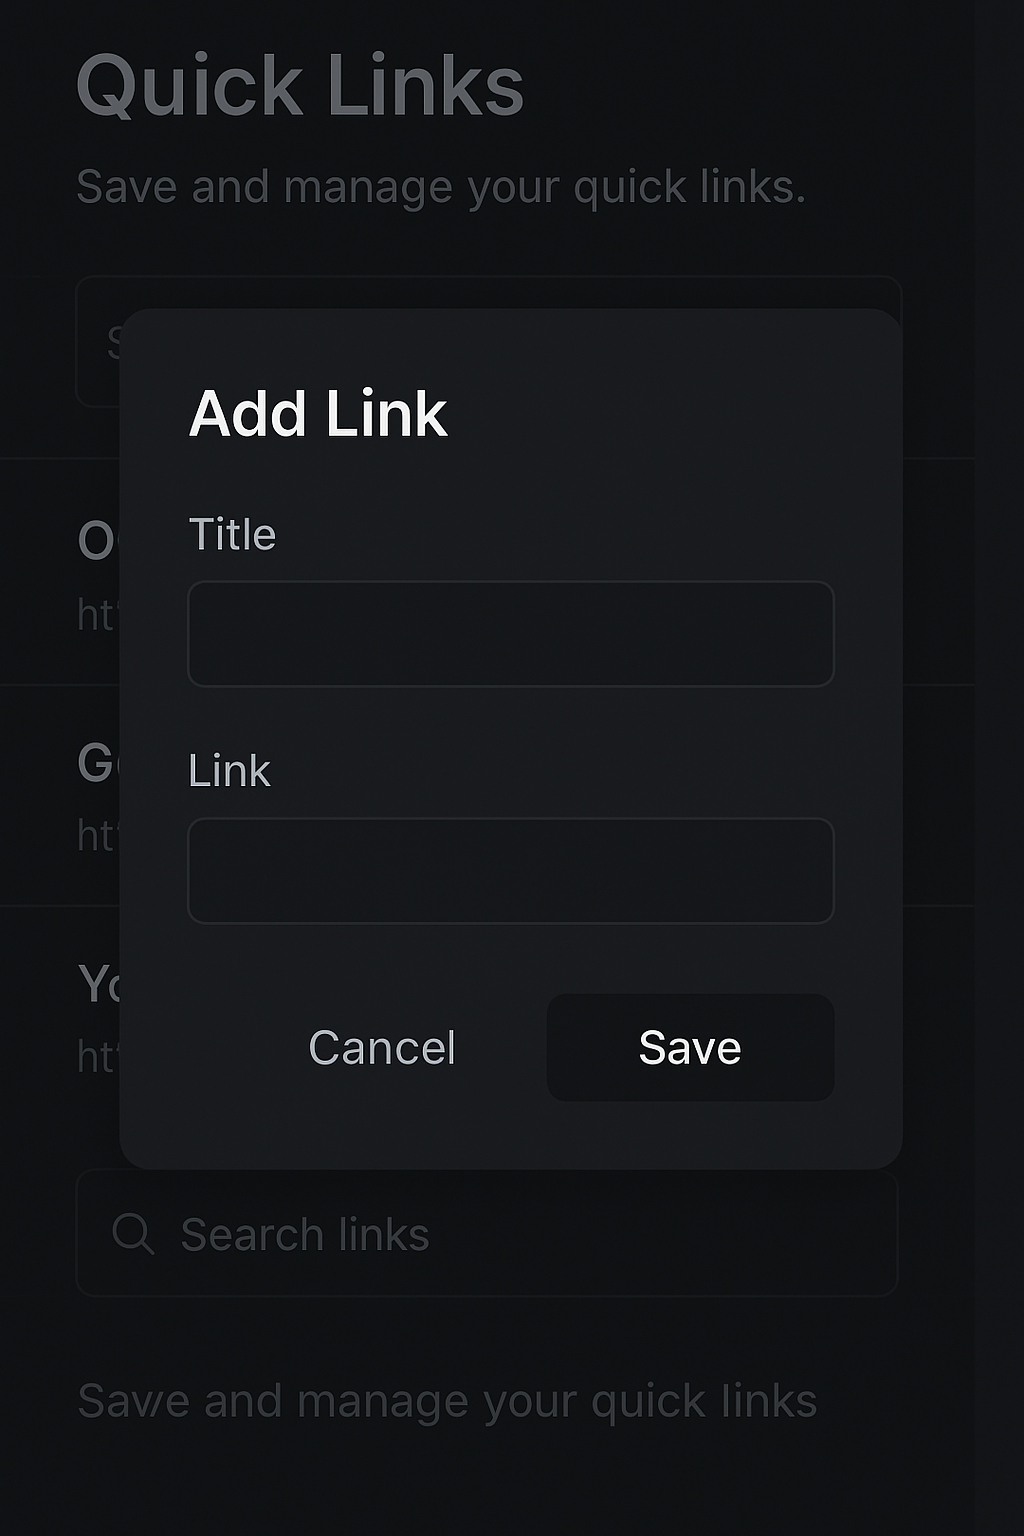 Quick Links
Save and manage your quick links.
Add Link
Title
Link
Cancel
Save
Search links
Save and manage your quick links